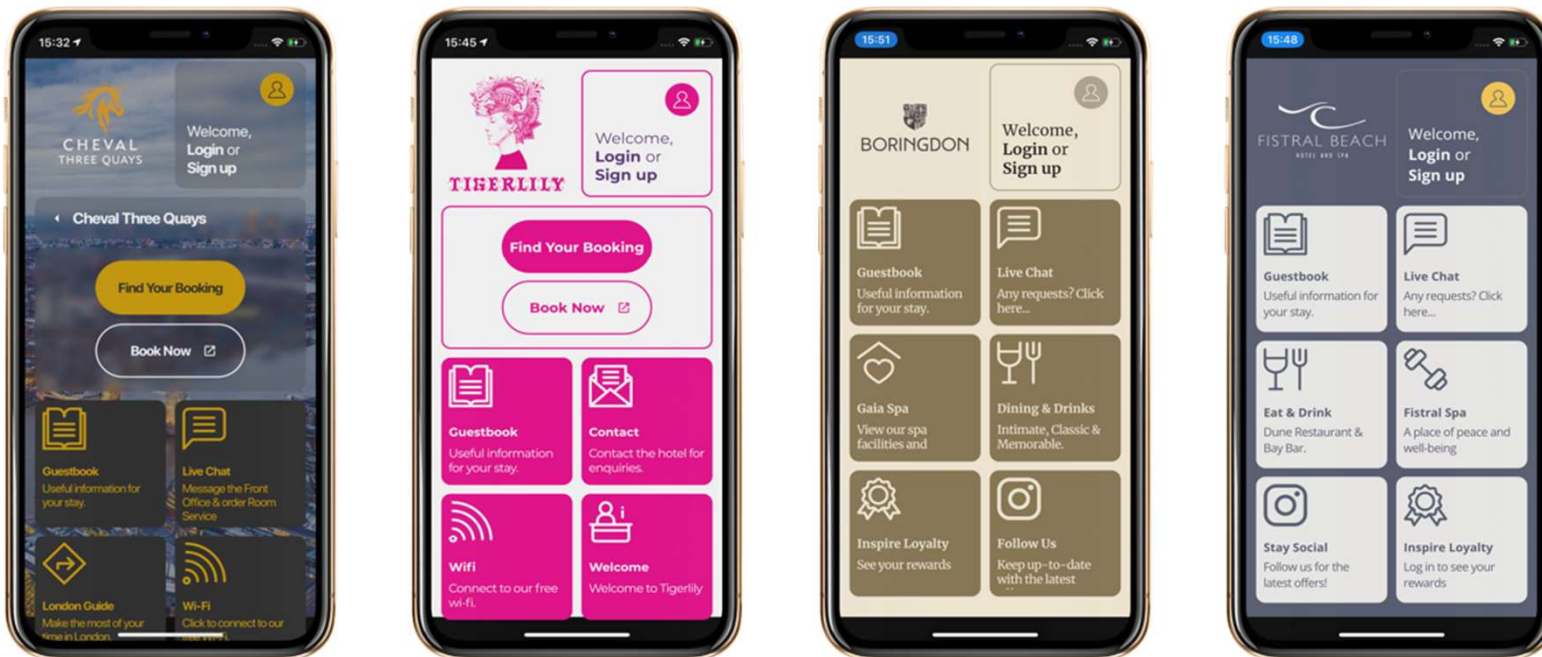 15:32
CHEVAL
THREE QUAYS
Welcome,
Login or
Sign up
Cheval Three Quays
Find Your Booking
Book Now
Guestbook
Useful information for
your stay.
Live Chat
Message the Front
Office & order Room
Service
London Guide
Make the most of your
time in London.
Wi-Fi
Click to connect to our
free Wi-Fi.
15:45
TIGERLILY
Welcome,
Login or
Sign up
Find Your Booking
Book Now
Guestbook
Useful information
for your stay.
Contact
Contact the hotel for
enquiries.
Wifi
Connect to our free
wi-fi.
Welcome
Welcome to Tigerlily
15:51
BORINGDON
Welcome,
Login or
Sign up
Guestbook
Useful information
for your stay.
Live Chat
Any requests? Click
here...
Gaia Spa
View our spa
facilities and
Dining & Drinks
Intimate, Classic &
Memorable.
Inspire Loyalty
See your rewards
Follow Us
Keep up-to-date
with the latest
15:48
FISTRAL BEACH
HOTEL AND SPA
Welcome,
Login or
Sign up
Guestbook
Useful information for
your stay.
Live Chat
Any requests? Click
here...
Eat & Drink
Dune Restaurant &
Bay Bar.
Fistral Spa
A place of peace and
well-being
Stay Social
Follow us for the
latest offers!
Inspire Loyalty
Log in to see your
rewards